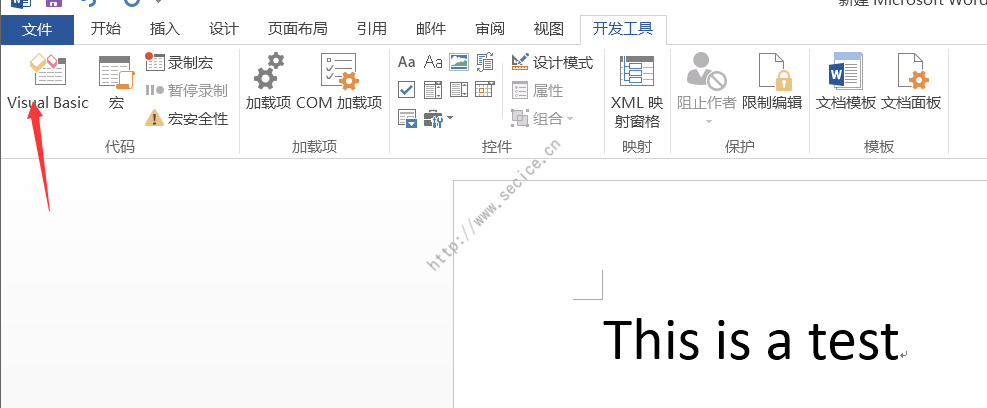 新建 Microsoft Word
文件 开始 插入 设计 页面布局 引用 邮件 审阅 视图 开发工具
Visual Basic 宏 录制宏 暂停录制 宏安全性
代码
加载项 COM 加载项
加载项
Aa Aa 设计模式
属性
组合
控件
XML 映
射窗格
映射
阻止作者 限制编辑
保护
文档模板 文档面板
模板
http://www.secice.cn
This is a test